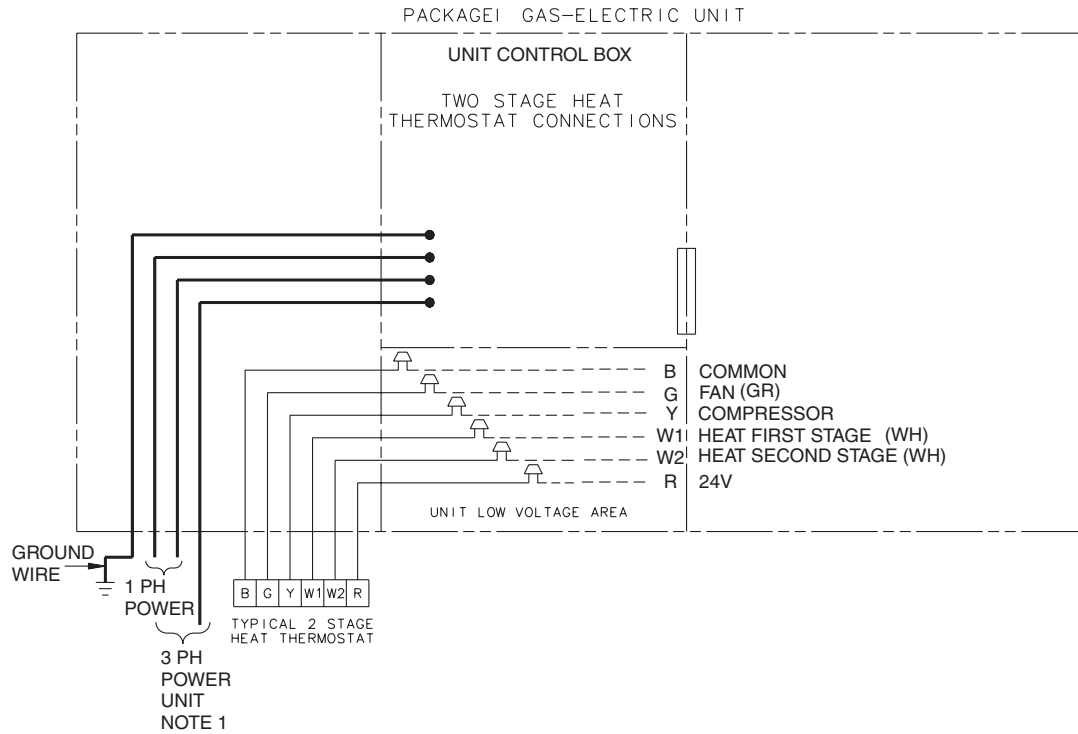 PACKAGEI GAS-ELECTRIC UNIT
UNIT CONTROL BOX
TWO STAGE HEAT
THERMOSTAT CONNECTIONS
B COMMON
G FAN (GR)
Y COMPRESSOR
W1 HEAT FIRST STAGE (WH)
W2 HEAT SECOND STAGE (WH)
R 24V
UNIT LOW VOLTAGE AREA
GROUND
WIRE
1 PH
POWER
B G Y W1 W2 R
TYPICAL 2 STAGE
HEAT THERMOSTAT
3 PH
POWER
UNIT
NOTE 1